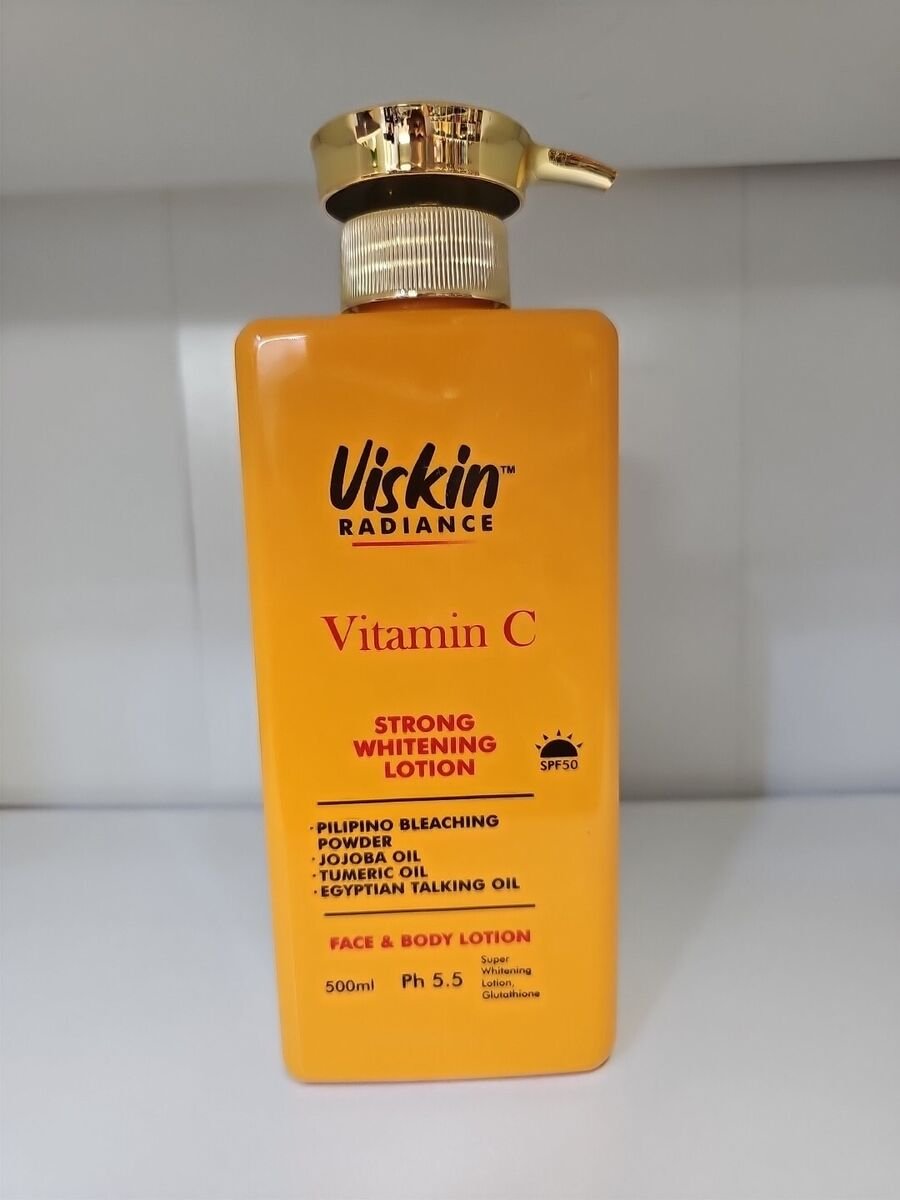 Viskin™
RADIANCE
Vitamin C
STRONG
WHITENING
LOTION
SPF50
·PILIPINO BLEACHING
POWDER
·JOJOBA OIL
·TUMERIC OIL
·EGYPTIAN TALKING OIL
FACE & BODY LOTION
500ml
Ph 5.5
Super
Whitening
Lotion,
Glutathione